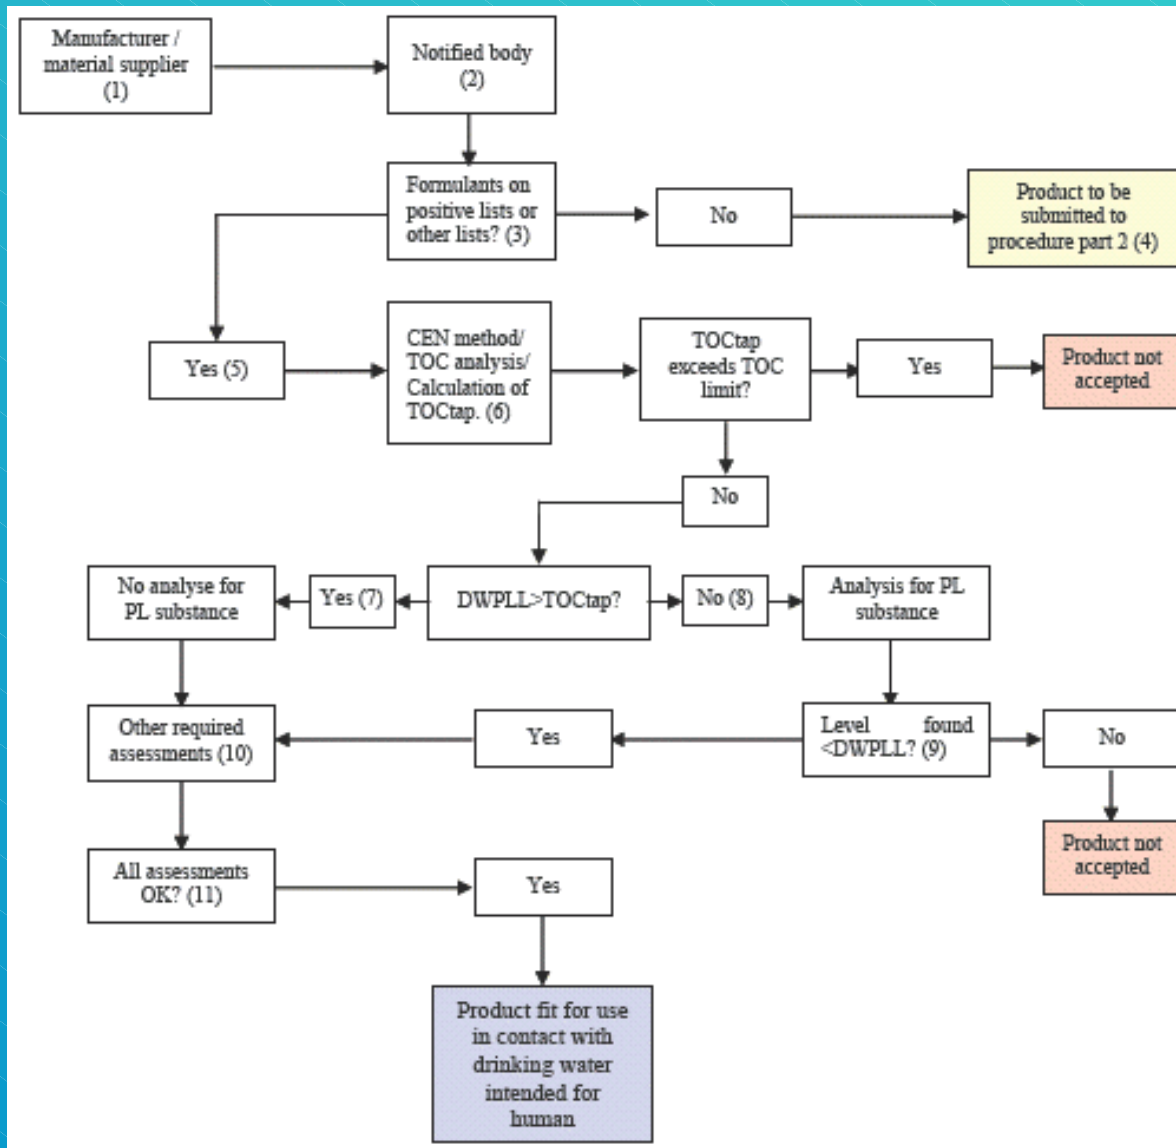 Manufacturer /
material supplier
(1)
Notified body
(2)
Formulants on
positive lists or
other lists? (3)
No
Product to be
submitted to
procedure part 2 (4)
Yes (5)
CEN method/
TOC analysis/
Calculation of
TOCtap. (6)
TOCtap
exceeds TOC
limit?
Yes
Product not
accepted
No
No analyse for
PL substance
Yes (7)
DWPLL>TOCtap?
No (8)
Analysis for PL
substance
Other required
assessments (10)
Yes
Level found
<DWPLL? (9)
No
Product not
accepted
All assessments
OK? (11)
Yes
Product fit for use
in contact with
drinking water
intended for
human